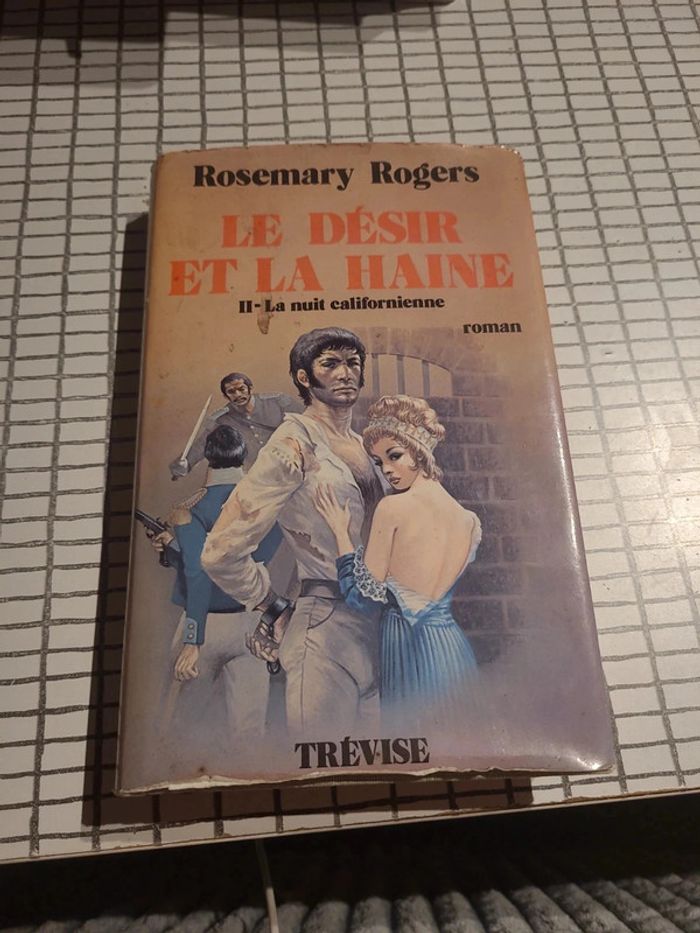 Rosemary Rogers
LE DÉSIR
ET LA HAINE
II-La nuit californienne
roman
TRÉVISE